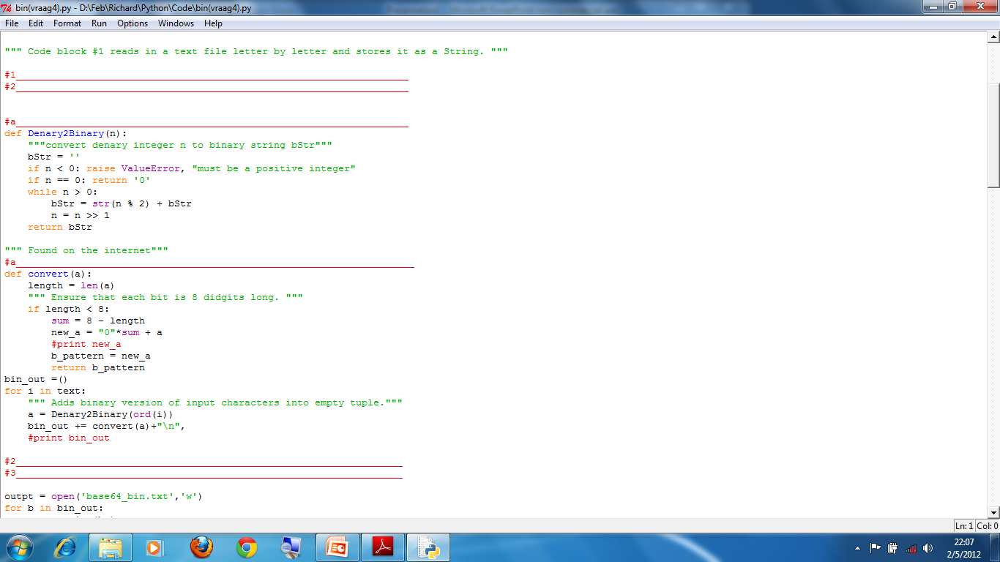 bin(vraag4).py - D:\Feb\Richard\Python\Code\bin(vraag4).py
File Edit Format Run Options Windows Help
""" Code block #1 reads in a text file letter by letter and stores it as a String. """
#1___________________________________________________________________
#2___________________________________________________________________
#a___________________________________________________________________
def Denary2Binary(n):
    """convert denary integer n to binary string bStr"""
    bStr = ''
    if n < 0: raise ValueError, "must be a positive integer"
    if n == 0: return '0'
    while n > 0:
        bStr = str(n % 2) + bStr
        n = n >> 1
    return bStr
""" Found on the internet"""
#a____________________________________________________________________
def convert(a):
    length = len(a)
    """ Ensure that each bit is 8 didgits long. """
    if length < 8:
        sum = 8 - length
        new_a = "0"*sum + a
        #print new_a
        b_pattern = new_a
        return b_pattern
bin_out =()
for i in text:
    """ Adds binary version of input characters into empty tuple."""
    a = Denary2Binary(ord(i))
    bin_out += convert(a)+"\n",
    #print bin_out
#2__________________________________________________________________
#3__________________________________________________________________
outpt = open('base64_bin.txt','w')
for b in bin_out:
Ln: 1 Col: 0
22:07
2/5/2012